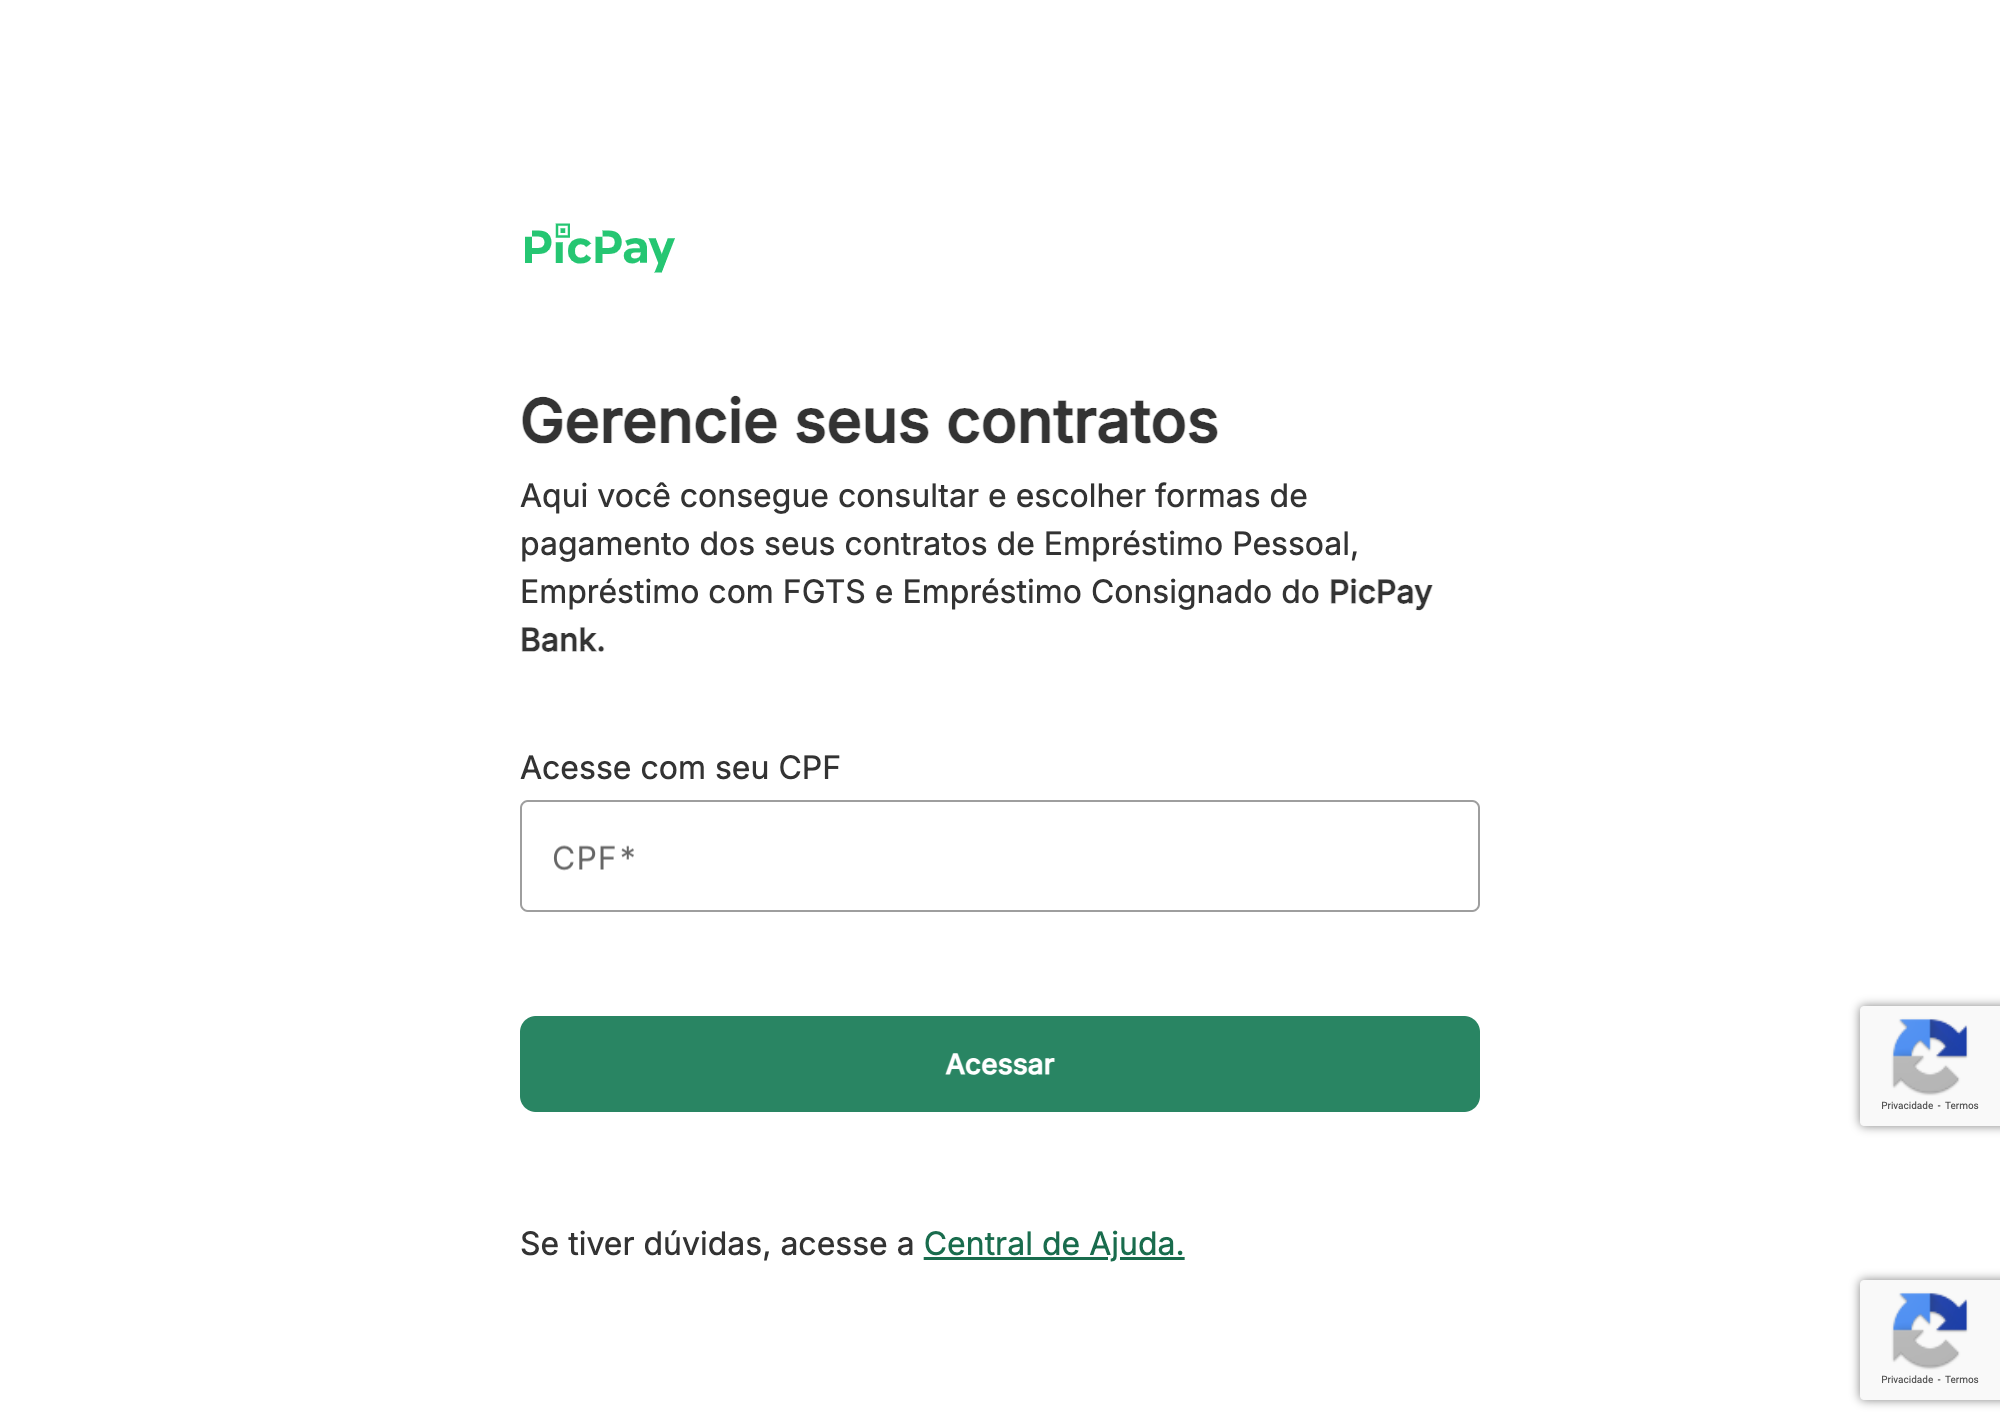 PicPay
Gerencie seus contratos
Aqui você consegue consultar e escolher formas de
pagamento dos seus contratos de Empréstimo Pessoal,
Empréstimo com FGTS e Empréstimo Consignado do PicPay
Bank.
Acesse com seu CPF
CPF*
Acessar
Privacidade - Termos
Se tiver dúvidas, acesse a Central de Ajuda.
Privacidade - Termos